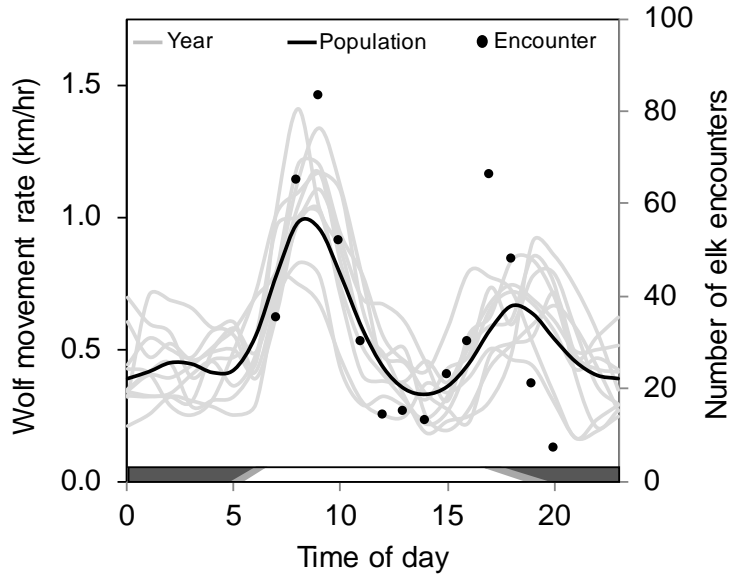 Year Population Encounter
Wolf movement rate (km/hr)
1.5
1.0
0.5
0.0
100
80
60
40
20
0
Number of elk encounters
0 5 10 15 20
Time of day